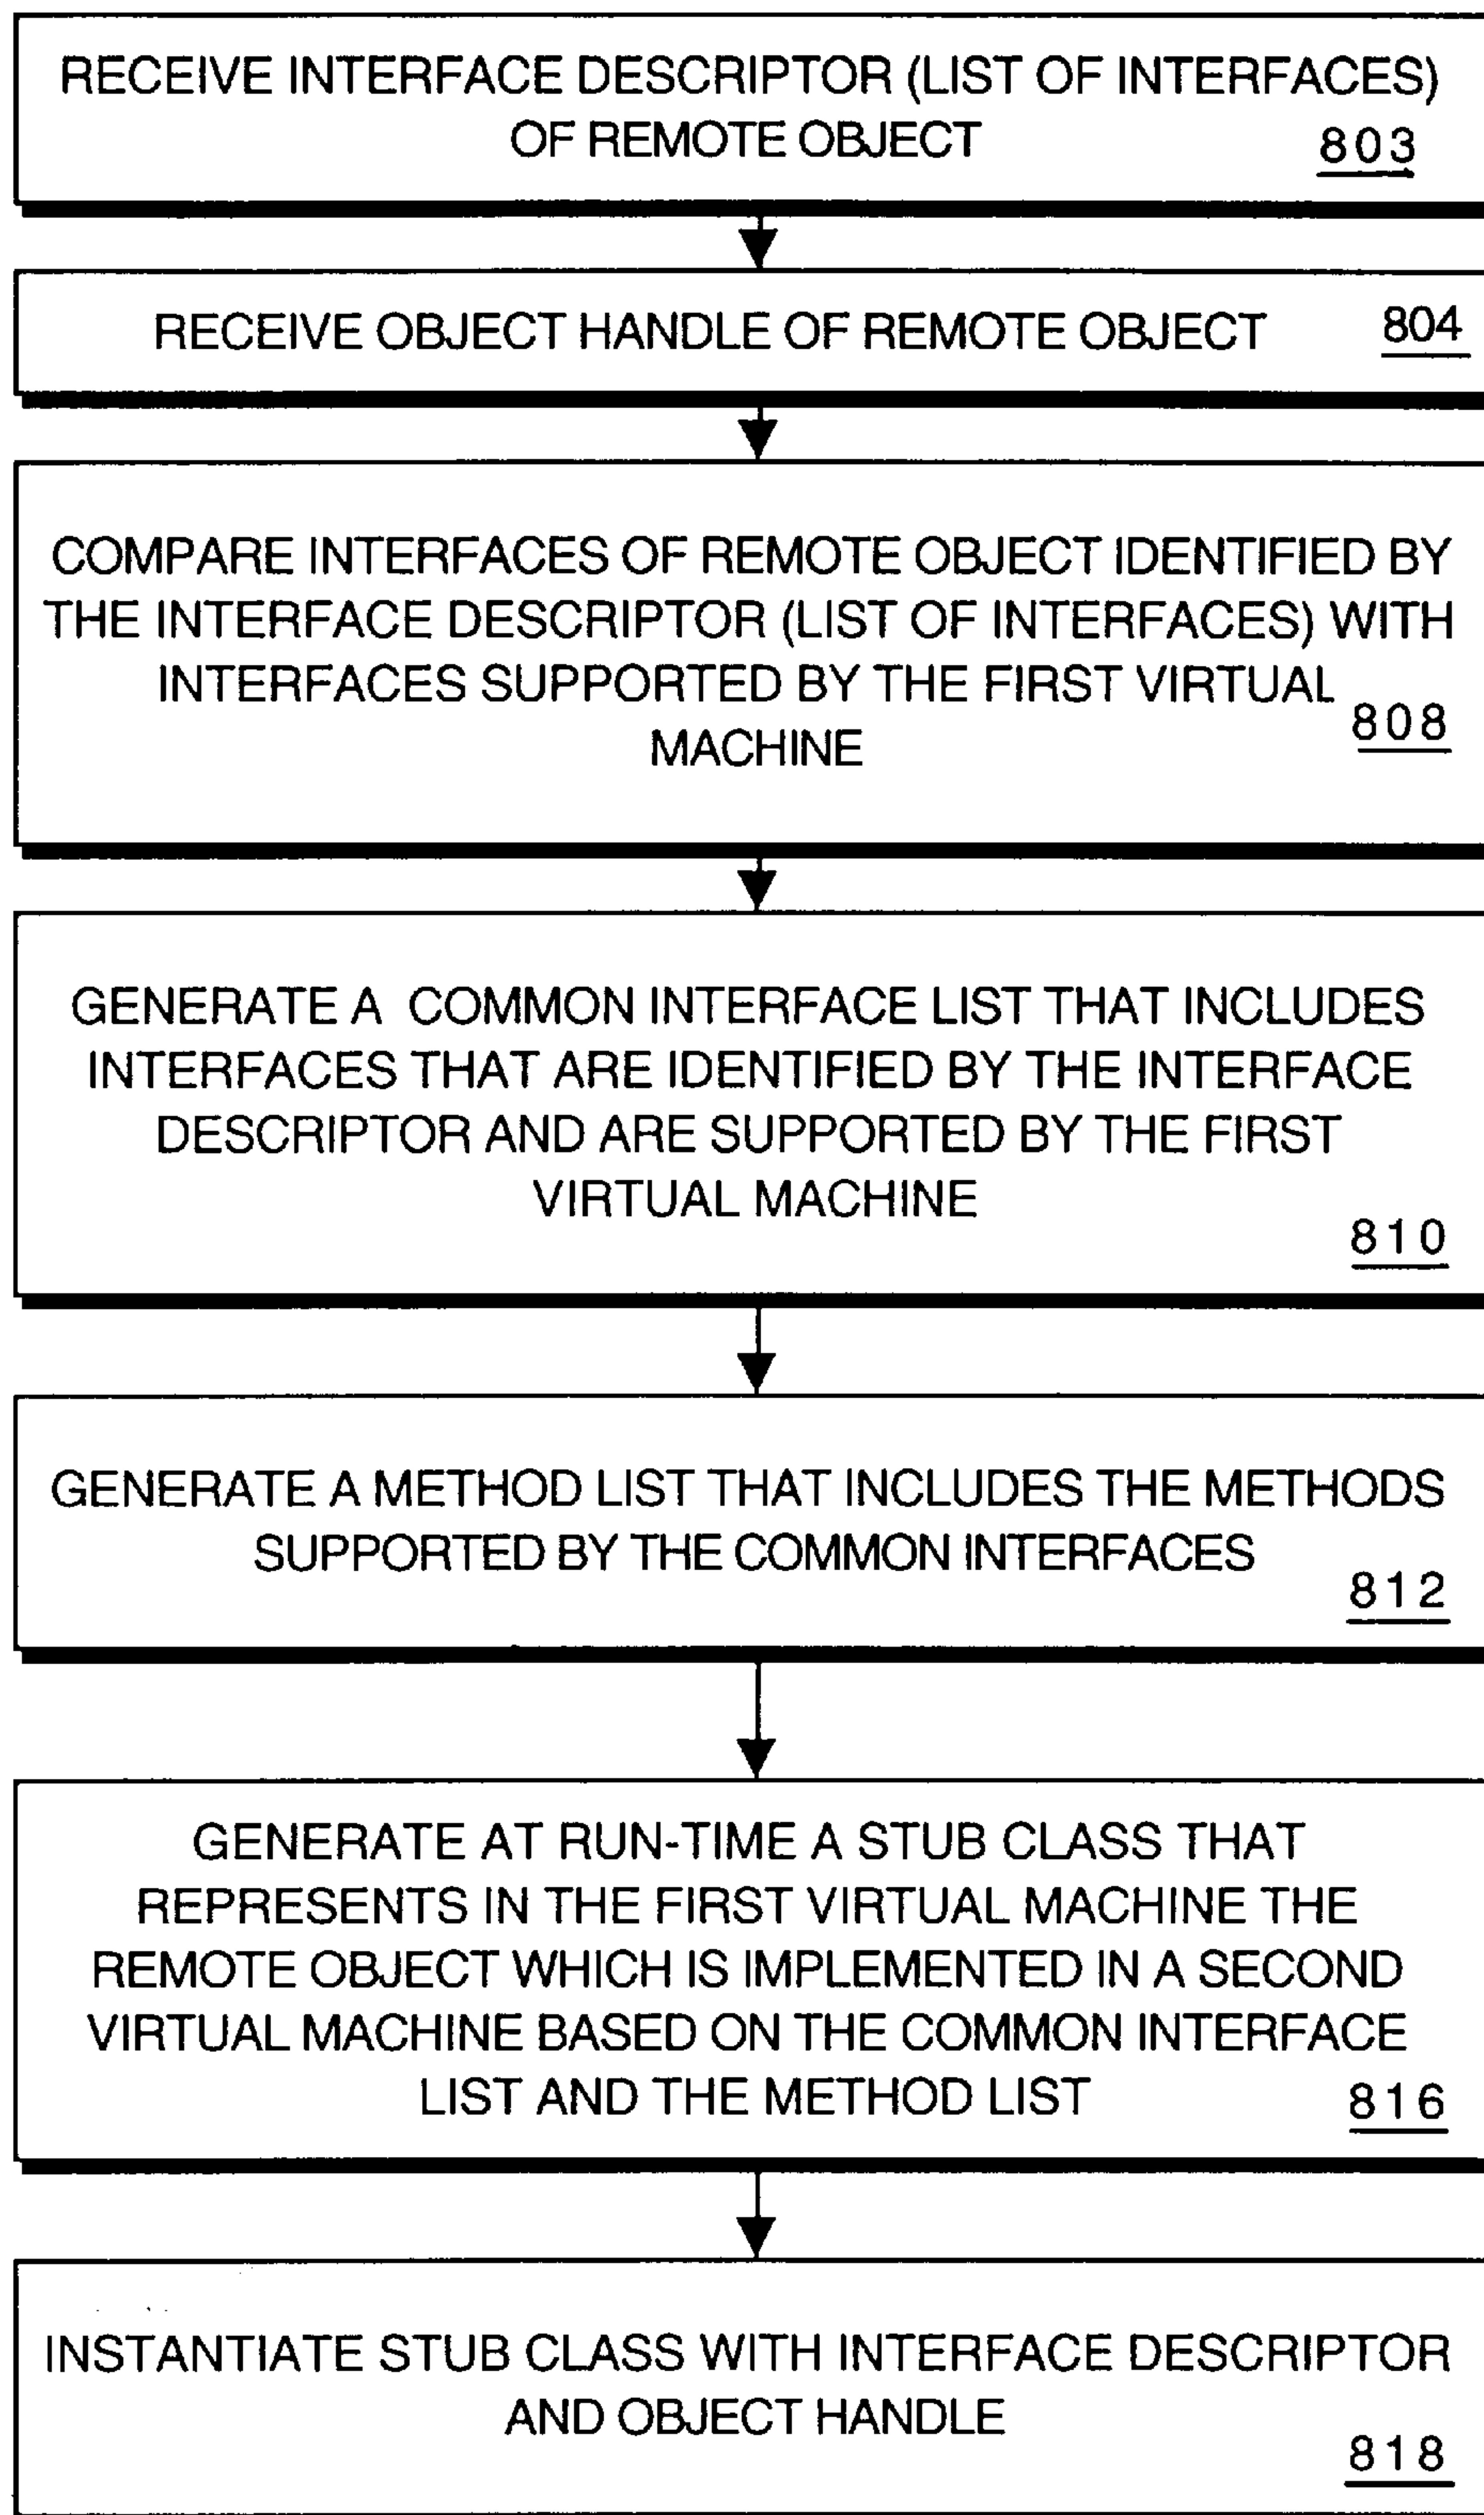 RECEIVE INTERFACE DESCRIPTOR (LIST OF INTERFACES)
OF REMOTE OBJECT
803
RECEIVE OBJECT HANDLE OF REMOTE OBJECT
804
COMPARE INTERFACES OF REMOTE OBJECT IDENTIFIED BY
THE INTERFACE DESCRIPTOR (LIST OF INTERFACES) WITH
INTERFACES SUPPORTED BY THE FIRST VIRTUAL
808
MACHINE
GENERATE A COMMON INTERFACE LIST THAT INCLUDES
INTERFACES THAT ARE IDENTIFIED BY THE INTERFACE
DESCRIPTOR AND ARE SUPPORTED BY THE FIRST
VIRTUAL MACHINE
810
GENERATE A METHOD LIST THAT INCLUDES THE METHODS
SUPPORTED BY THE COMMON INTERFACES
812
GENERATE AT RUN-TIME A STUB CLASS THAT
REPRESENTS IN THE FIRST VIRTUAL MACHINE THE
REMOTE OBJECT WHICH IS IMPLEMENTED IN A SECOND
VIRTUAL MACHINE BASED ON THE COMMON INTERFACE
LIST AND THE METHOD LIST
816
INSTANTIATE STUB CLASS WITH INTERFACE DESCRIPTOR
AND OBJECT HANDLE
818